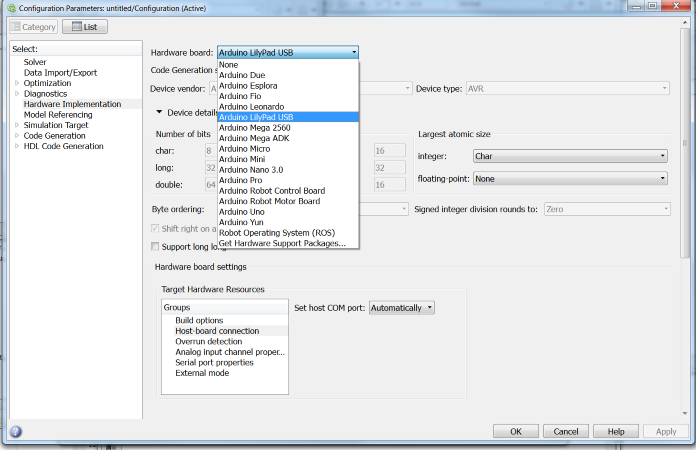 Configuration Parameters: untitled/Configuration (Active)
Category
List
Select:
Solver
Data Import/Export
Optimization
Diagnostics
Hardware Implementation
Model Referencing
Simulation Target
Code Generation
HDL Code Generation
Hardware board: Arduino LilyPad USB
None
Arduino Due
Arduino Esplora
Arduino Fio
Arduino Leonardo
Arduino LilyPad USB
Arduino Mega 2560
Arduino Mega ADK
Arduino Micro
Arduino Mini
Arduino Nano 3.0
Arduino Pro
Arduino Robot Control Board
Arduino Robot Motor Board
Arduino Uno
Arduino Yun
Robot Operating System (ROS)
Get Hardware Support Packages...
Code Generation s
Device vendor: A
Device type: AVR
Device details
Number of bits
Largest atomic size
char: 8 16
integer: Char
long: 32 32
floating-point: None
double: 64 16
Byte ordering:
Signed integer division rounds to: Zero
Shift right on a
Support long long
Hardware board settings
Target Hardware Resources
Groups
Build options
Host-board connection
Overrun detection
Analog input channel proper...
Serial port properties
External mode
Set host COM port: Automatically
OK
Cancel
Help
Apply